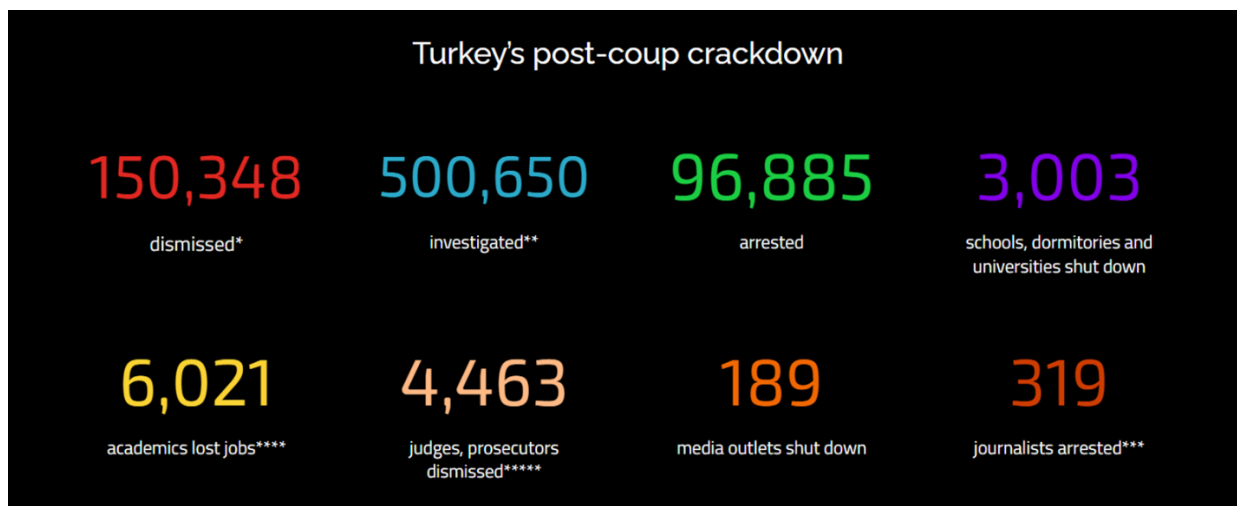 Turkey's post-coup crackdown
150,348
dismissed*
500,650
investigated**
96,885
arrested
3,003
schools, dormitories and
universities shut down
6,021
academics lost jobs****
4,463
judges, prosecutors
dismissed*****
189
media outlets shut down
319
journalists arrested***